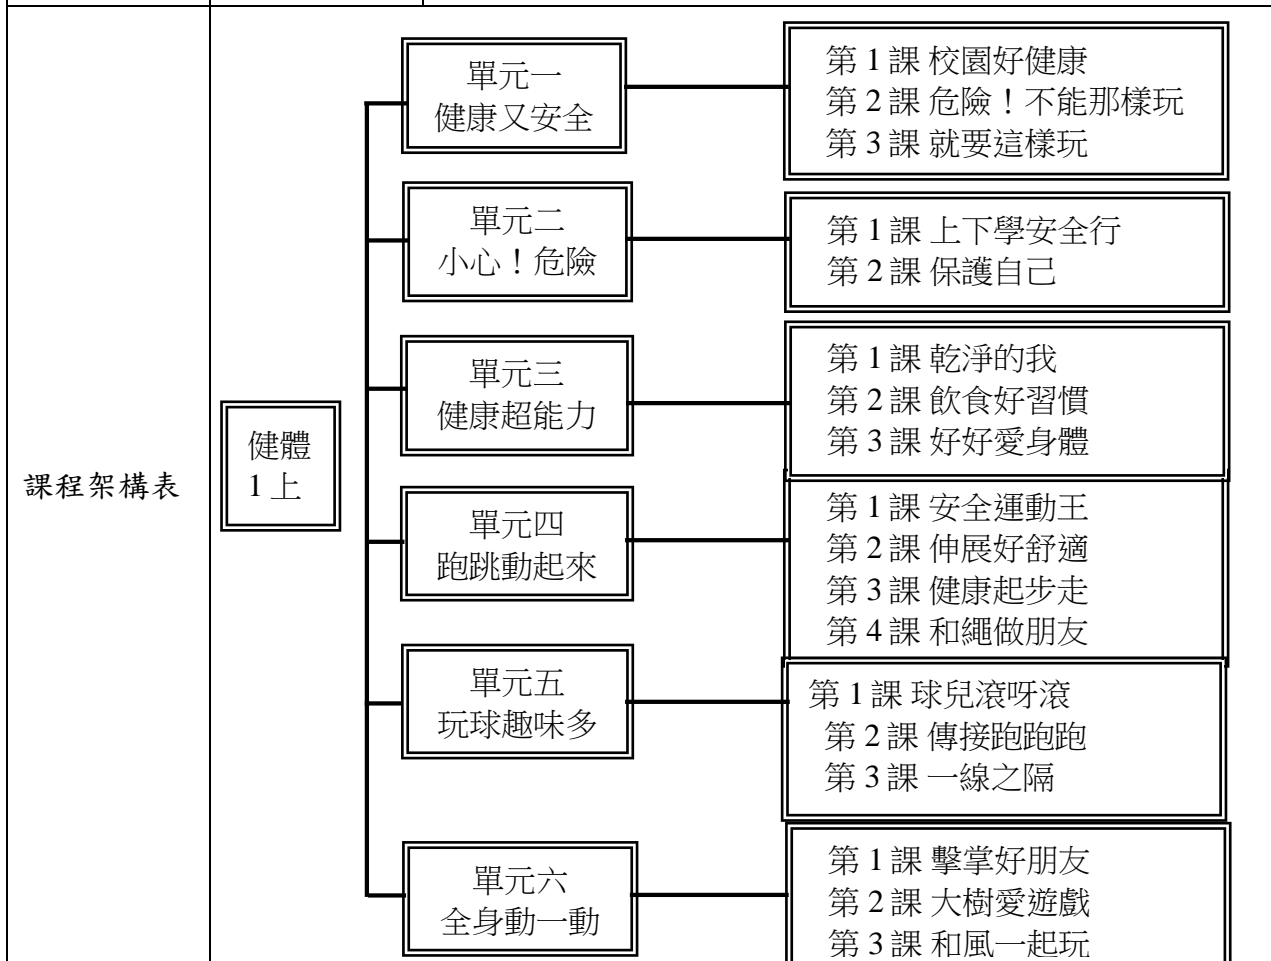 課程架構表
健體
1上
單元一
健康又安全
第1課 校園好健康
第2課 危險！不能那樣玩
第3課 就要這樣玩
單元二
小心！危險
第1課 上下學安全行
第2課 保護自己
單元三
健康超能力
第1課 乾淨的我
第2課 飲食好習慣
第3課 好好愛身體
單元四
跑跳動起來
第1課 安全運動王
第2課 伸展好舒適
第3課 健康起步走
第4課 和繩做朋友
單元五
玩球趣味多
第1課 球兒滾呀滾
第2課 傳接跑跑跑
第3課 一線之隔
單元六
全身動一動
第1課 擊掌好朋友
第2課 大樹愛遊戲
第3課 和風一起玩